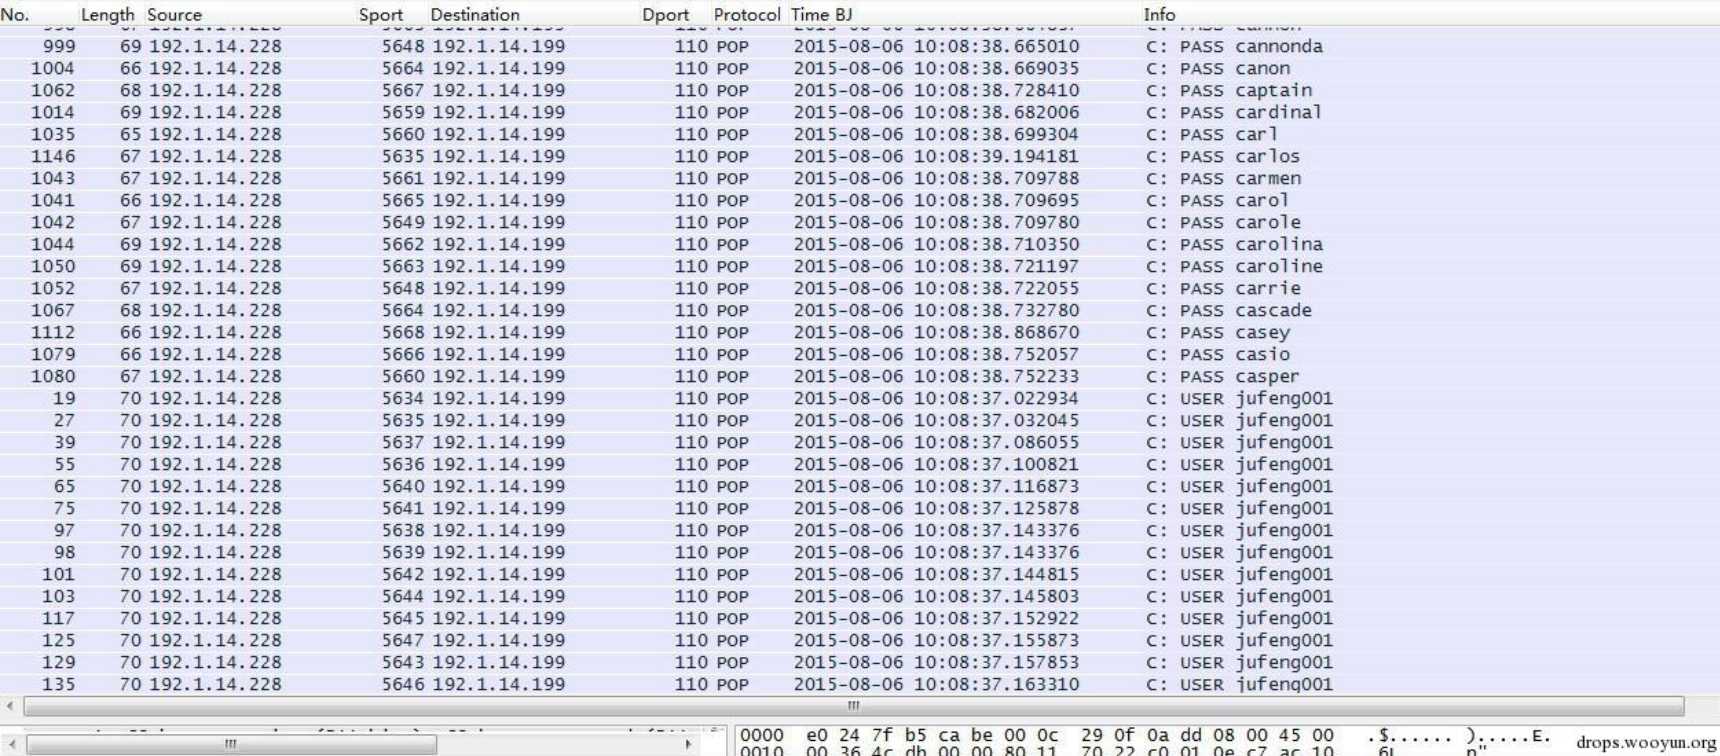 No. Length Source Sport Destination Dport Protocol Time BJ Info
999 69 192.1.14.228 5648 192.1.14.199 110 POP 2015-08-06 10:08:38.665010 C: PASS cannonda
1004 66 192.1.14.228 5664 192.1.14.199 110 POP 2015-08-06 10:08:38.669035 C: PASS canon
1062 68 192.1.14.228 5667 192.1.14.199 110 POP 2015-08-06 10:08:38.728410 C: PASS captain
1014 69 192.1.14.228 5659 192.1.14.199 110 POP 2015-08-06 10:08:38.682006 C: PASS cardinal
1035 65 192.1.14.228 5660 192.1.14.199 110 POP 2015-08-06 10:08:38.699304 C: PASS carl
1146 67 192.1.14.228 5635 192.1.14.199 110 POP 2015-08-06 10:08:39.194181 C: PASS carlos
1043 67 192.1.14.228 5661 192.1.14.199 110 POP 2015-08-06 10:08:38.709788 C: PASS carmen
1041 66 192.1.14.228 5665 192.1.14.199 110 POP 2015-08-06 10:08:38.709695 C: PASS carol
1042 67 192.1.14.228 5649 192.1.14.199 110 POP 2015-08-06 10:08:38.709780 C: PASS carole
1044 69 192.1.14.228 5662 192.1.14.199 110 POP 2015-08-06 10:08:38.710350 C: PASS carolina
1050 69 192.1.14.228 5663 192.1.14.199 110 POP 2015-08-06 10:08:38.721197 C: PASS caroline
1052 67 192.1.14.228 5648 192.1.14.199 110 POP 2015-08-06 10:08:38.722055 C: PASS carrie
1067 68 192.1.14.228 5664 192.1.14.199 110 POP 2015-08-06 10:08:38.732780 C: PASS cascade
1112 66 192.1.14.228 5668 192.1.14.199 110 POP 2015-08-06 10:08:38.868670 C: PASS casey
1079 66 192.1.14.228 5666 192.1.14.199 110 POP 2015-08-06 10:08:38.752057 C: PASS casio
1080 67 192.1.14.228 5660 192.1.14.199 110 POP 2015-08-06 10:08:38.752233 C: PASS casper
19 70 192.1.14.228 5634 192.1.14.199 110 POP 2015-08-06 10:08:37.022934 C: USER jufeng001
27 70 192.1.14.228 5635 192.1.14.199 110 POP 2015-08-06 10:08:37.032045 C: USER jufeng001
39 70 192.1.14.228 5637 192.1.14.199 110 POP 2015-08-06 10:08:37.086055 C: USER jufeng001
55 70 192.1.14.228 5636 192.1.14.199 110 POP 2015-08-06 10:08:37.100821 C: USER jufeng001
65 70 192.1.14.228 5640 192.1.14.199 110 POP 2015-08-06 10:08:37.116873 C: USER jufeng001
75 70 192.1.14.228 5641 192.1.14.199 110 POP 2015-08-06 10:08:37.125878 C: USER jufeng001
97 70 192.1.14.228 5638 192.1.14.199 110 POP 2015-08-06 10:08:37.143376 C: USER jufeng001
98 70 192.1.14.228 5639 192.1.14.199 110 POP 2015-08-06 10:08:37.143376 C: USER jufeng001
101 70 192.1.14.228 5642 192.1.14.199 110 POP 2015-08-06 10:08:37.144815 C: USER jufeng001
103 70 192.1.14.228 5644 192.1.14.199 110 POP 2015-08-06 10:08:37.145803 C: USER jufeng001
117 70 192.1.14.228 5645 192.1.14.199 110 POP 2015-08-06 10:08:37.152922 C: USER jufeng001
125 70 192.1.14.228 5647 192.1.14.199 110 POP 2015-08-06 10:08:37.155873 C: USER jufeng001
129 70 192.1.14.228 5643 192.1.14.199 110 POP 2015-08-06 10:08:37.157853 C: USER jufeng001
135 70 192.1.14.228 5646 192.1.14.199 110 POP 2015-08-06 10:08:37.163310 C: USER jufeng001
0000 e0 24 7f b5 ca be 00 0c 29 0f 0a dd 08 00 45 00 .$...... ).....E.
0010 00 36 4c db 00 00 80 11 70 22 c0 01 0e c7 ac 10
drops.wooyun.org